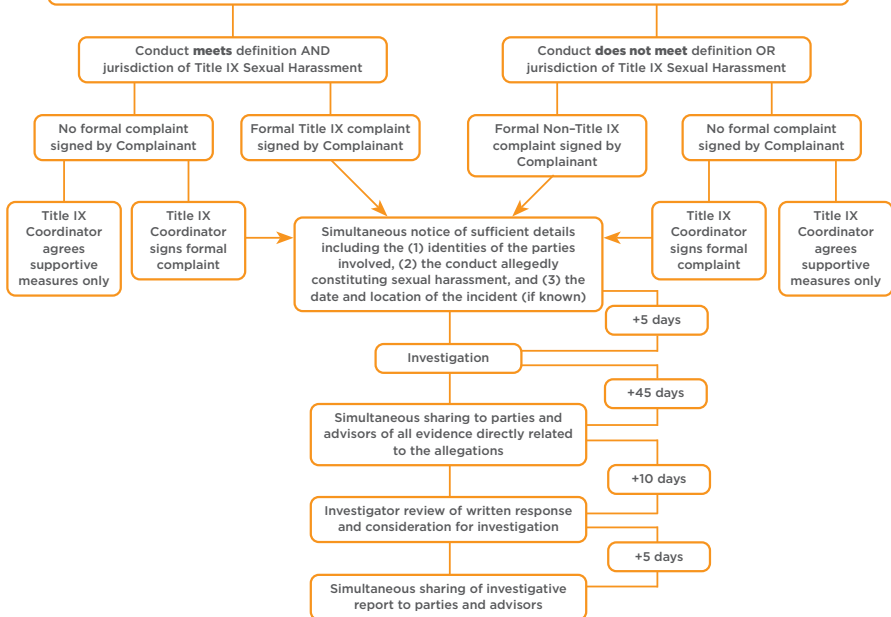 Conduct meets definition AND
jurisdiction of Title IX Sexual Harassment
Conduct does not meet definition OR
jurisdiction of Title IX Sexual Harassment
No formal complaint
signed by Complainant
Formal Title IX complaint
signed by Complainant
Formal Non–Title IX
complaint signed by
Complainant
No formal complaint
signed by Complainant
Title IX
Coordinator
agrees
supportive
measures only
Title IX
Coordinator
signs formal
complaint
Simultaneous notice of sufficient details
including the (1) identities of the parties
involved, (2) the conduct allegedly
constituting sexual harassment, and (3) the
date and location of the incident (if known)
Title IX
Coordinator
signs formal
complaint
Title IX
Coordinator
agrees
supportive
measures only
+5 days
Investigation
+45 days
Simultaneous sharing to parties and
advisors of all evidence directly related
to the allegations
+10 days
Investigator review of written response
and consideration for investigation
+5 days
Simultaneous sharing of investigative
report to parties and advisors